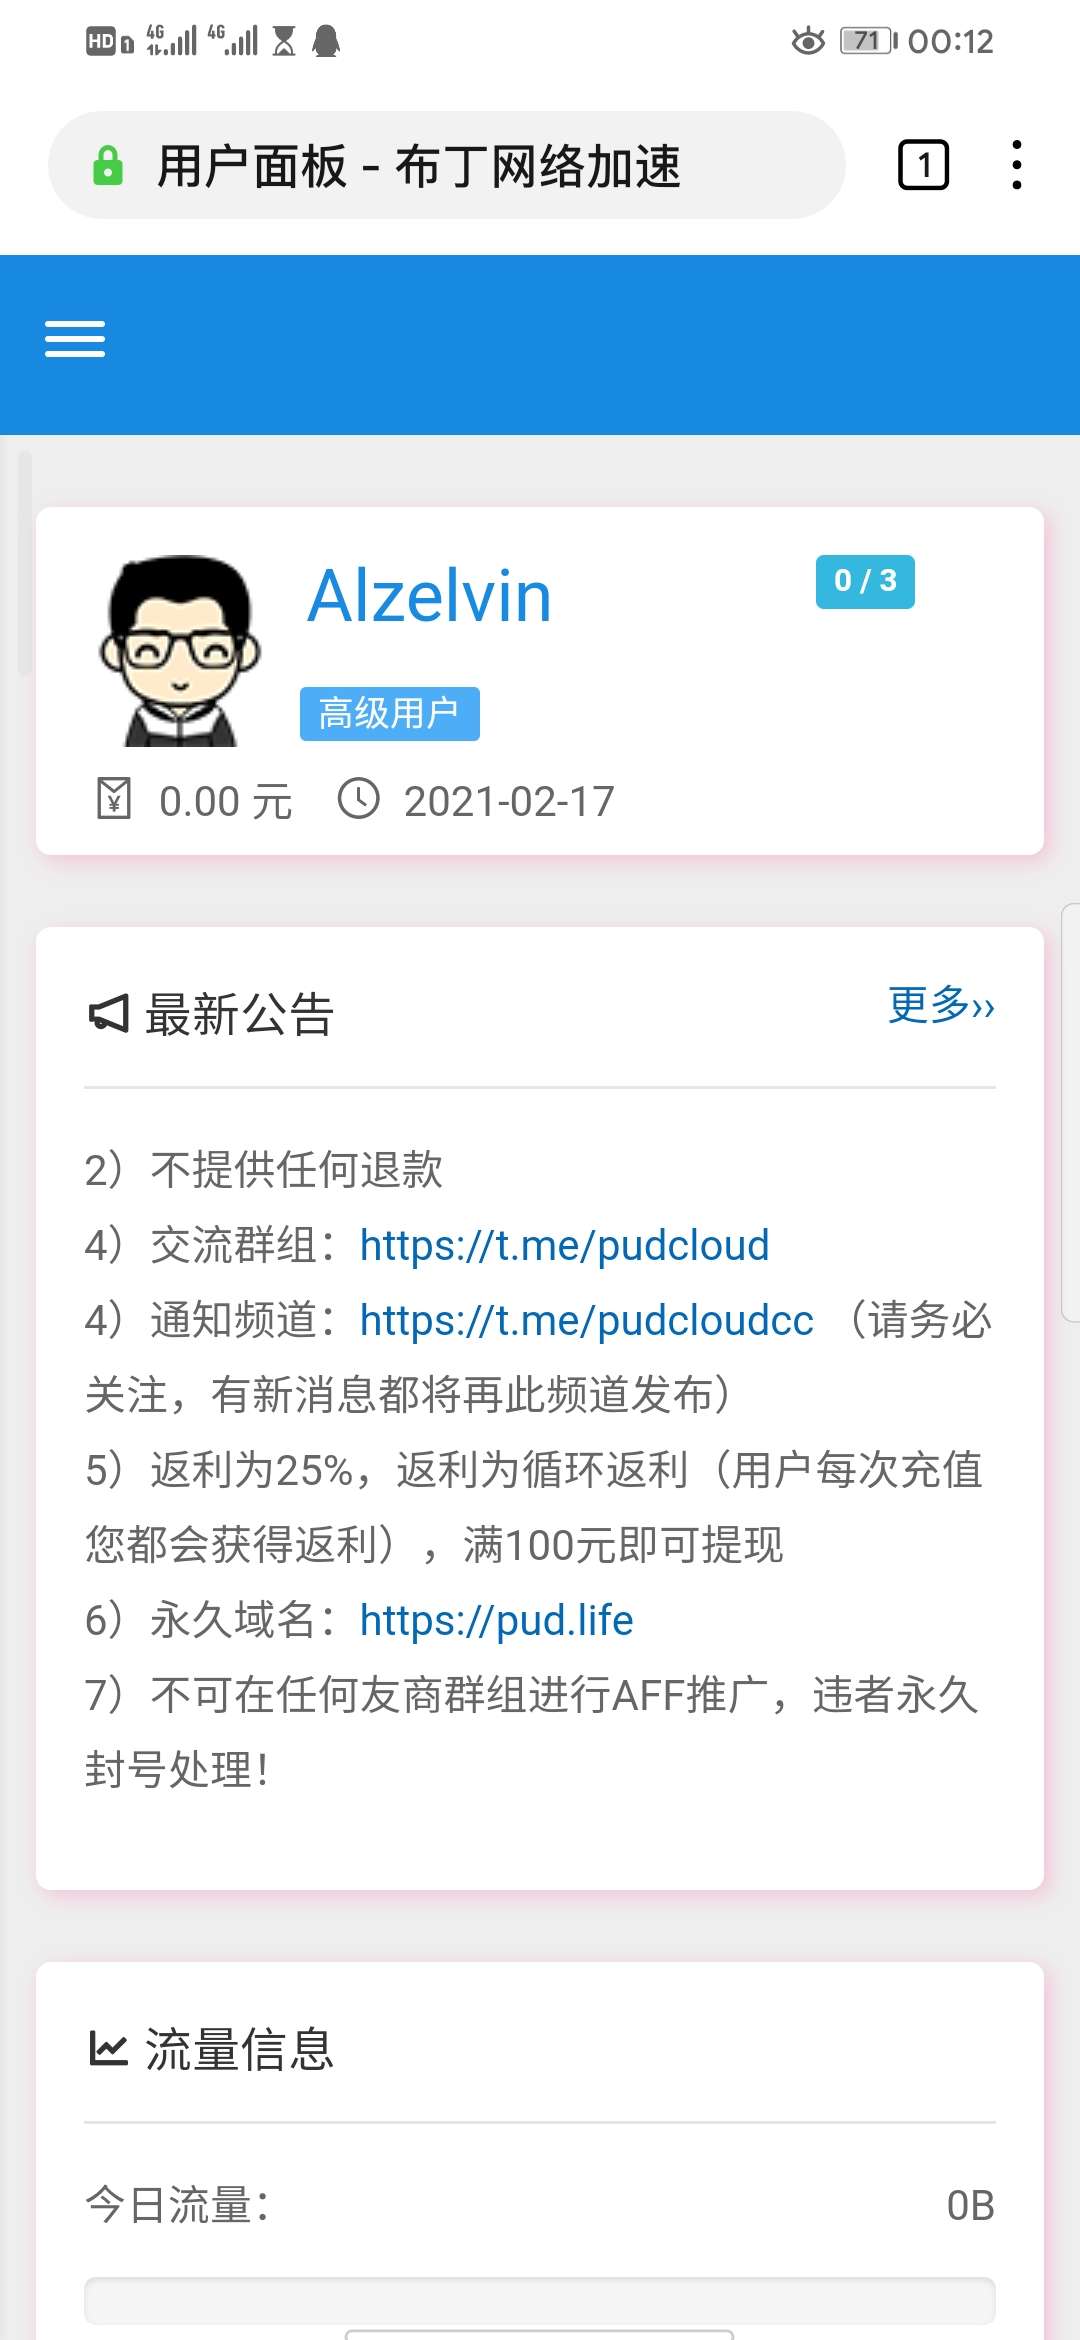 HD 1 4G 4G 71 00:12
用户面板 - 布丁网络加速 1
Alzelvin 0 / 3
高级用户
0.00 元 2021-02-17
最新公告 更多››
2）不提供任何退款
4）交流群组：https://t.me/pudcloud
4）通知频道：https://t.me/pudcloudcc （请务必
关注，有新消息都将再此频道发布）
5）返利为25%，返利为循环返利（用户每次充值
您都会获得返利），满100元即可提现
6）永久域名：https://pud.life
7）不可在任何友商群组进行AFF推广，违者永久
封号处理！
流量信息
今日流量： 0B